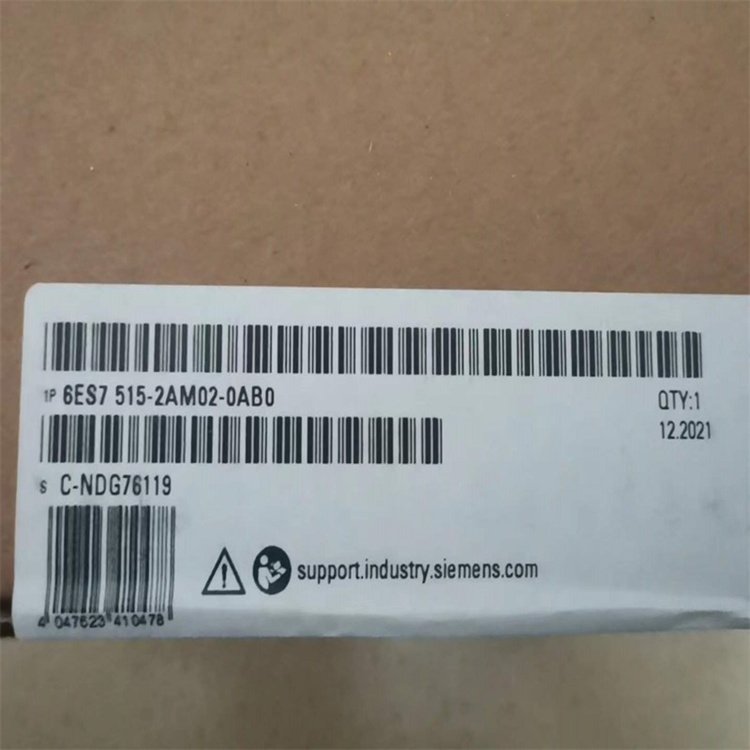 1P 6ES7 515-2AM02-0AB0
QTY:1
12.2021
S C-NDG76119
support.industry.siemens.com
4 047623 410478